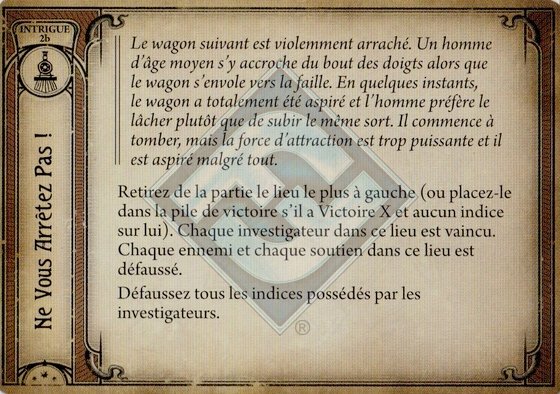 INTRIGUE
2b
Ne Vous Arrêtez Pas !
Le wagon suivant est violemment arraché. Un homme
d'âge moyen s'y accroche du bout des doigts alors que
le wagon s'envole vers la faille. En quelques instants,
le wagon a totalement été aspiré et l'homme préfère le
lâcher plutôt que de subir le même sort. Il commence à
tomber, mais la force d'attraction est trop puissante et il
est aspiré malgré tout.
Retirez de la partie le lieu le plus à gauche (ou placez-le
dans la pile de victoire s'il a Victoire X et aucun indice
sur lui). Chaque investigateur dans ce lieu est vaincu.
Chaque ennemi et chaque soutien dans ce lieu est
défaussé.
Défaussez tous les indices possédés par les
investigateurs.
®